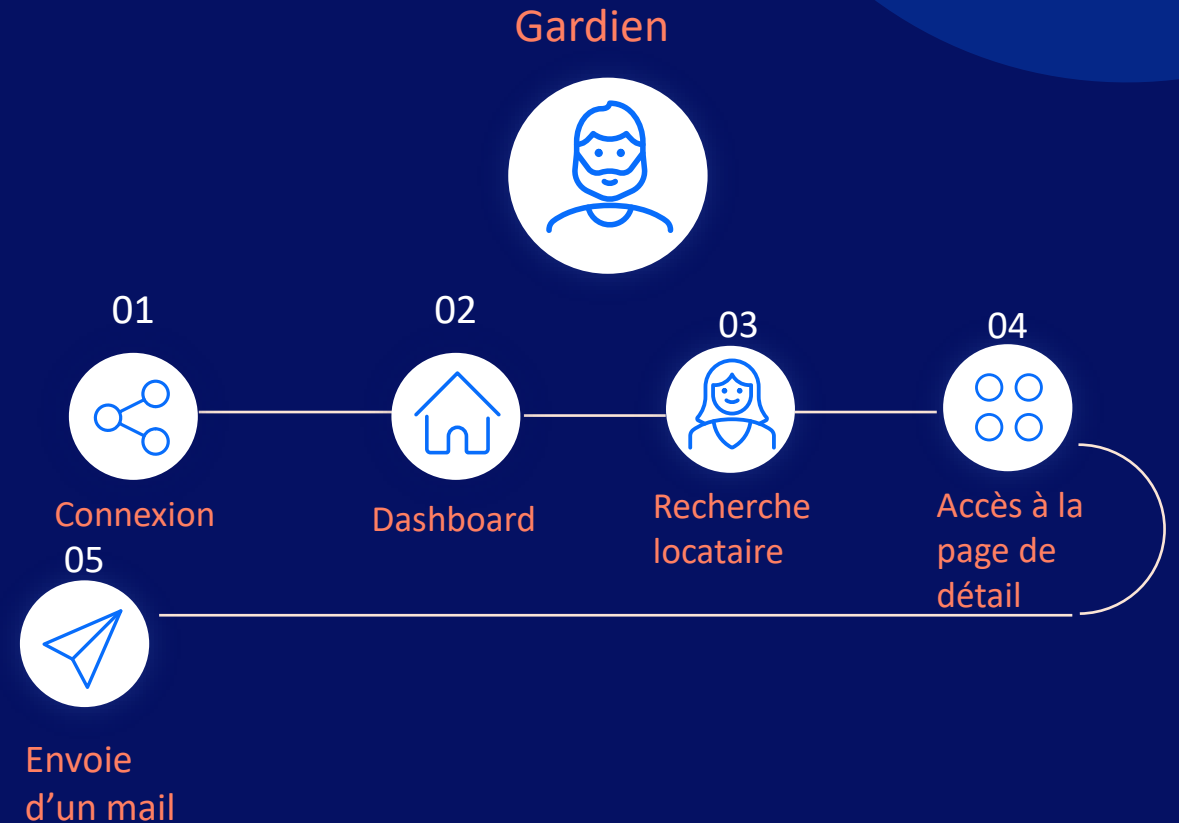 Gardien
01
Connexion
02
Dashboard
03
Recherche
locataire
04
Accès à la
page de
détail
05
Envoie
d’un mail